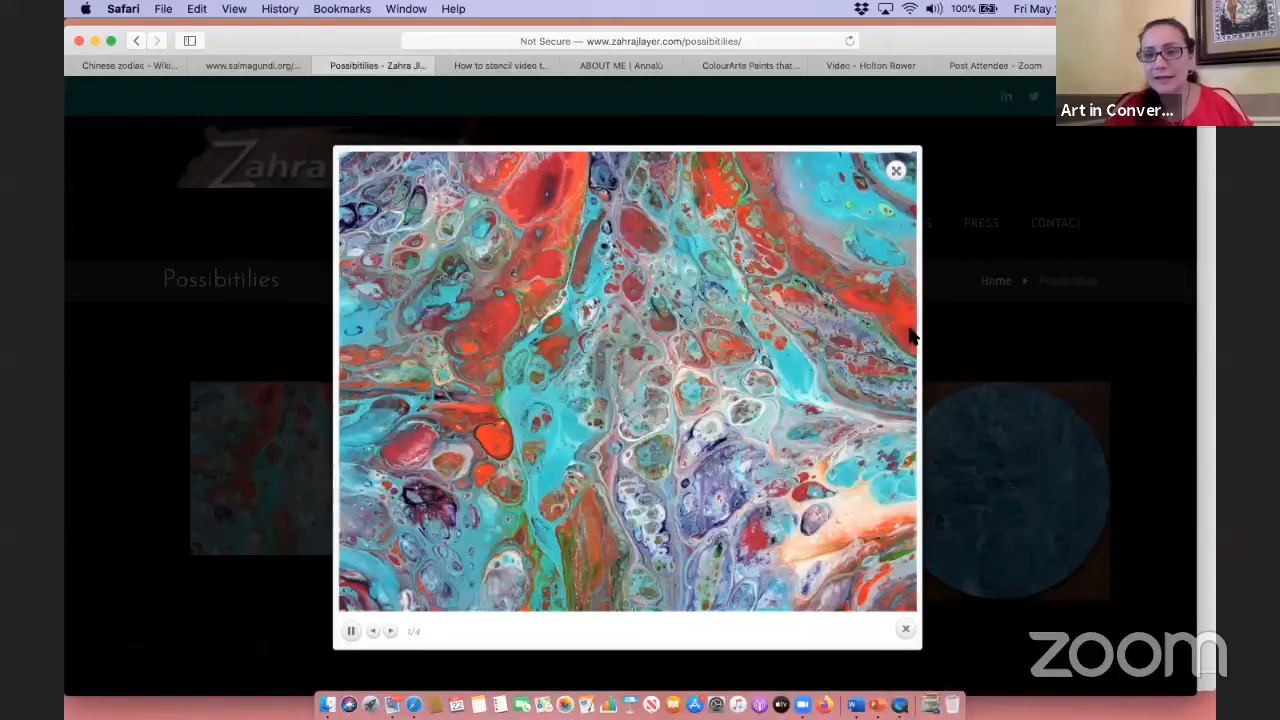 Safari File Edit View History Bookmarks Window Help 100% Fri May
Not Secure — www.zahrajlayer.com/possibitilies/
Chinese zodiac - Wiki... www.salmagundi.org/... Possibitilies - Zahra Jl... How to stencil video t... ABOUT ME | Annalù ColourArte Paints that... Video - Holton Rower Post Attendee - Zoom
Art in Conver...
in
Zahra
PRESS CONTACT
Possibitilies
Home Possibitilies
1/4
zoom